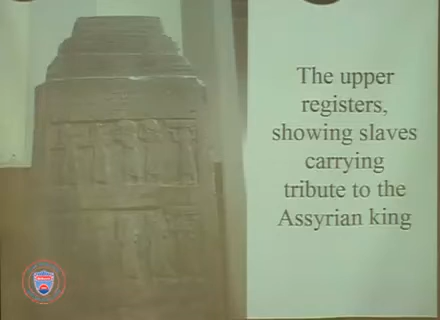 The upper
registers,
showing slaves
carrying
tribute to the
Assyrian king